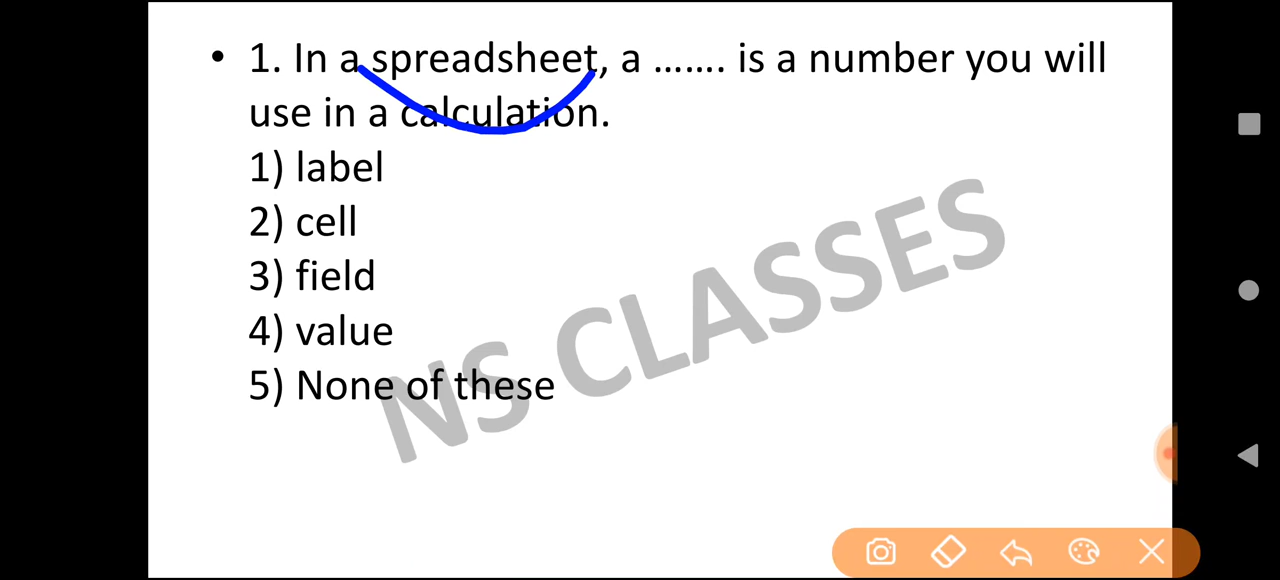 • 1. In a spreadsheet, a ....... is a number you will
use in a calculation.
1) label
2) cell
3) field
4) value
5) None of these
NS CLASSES